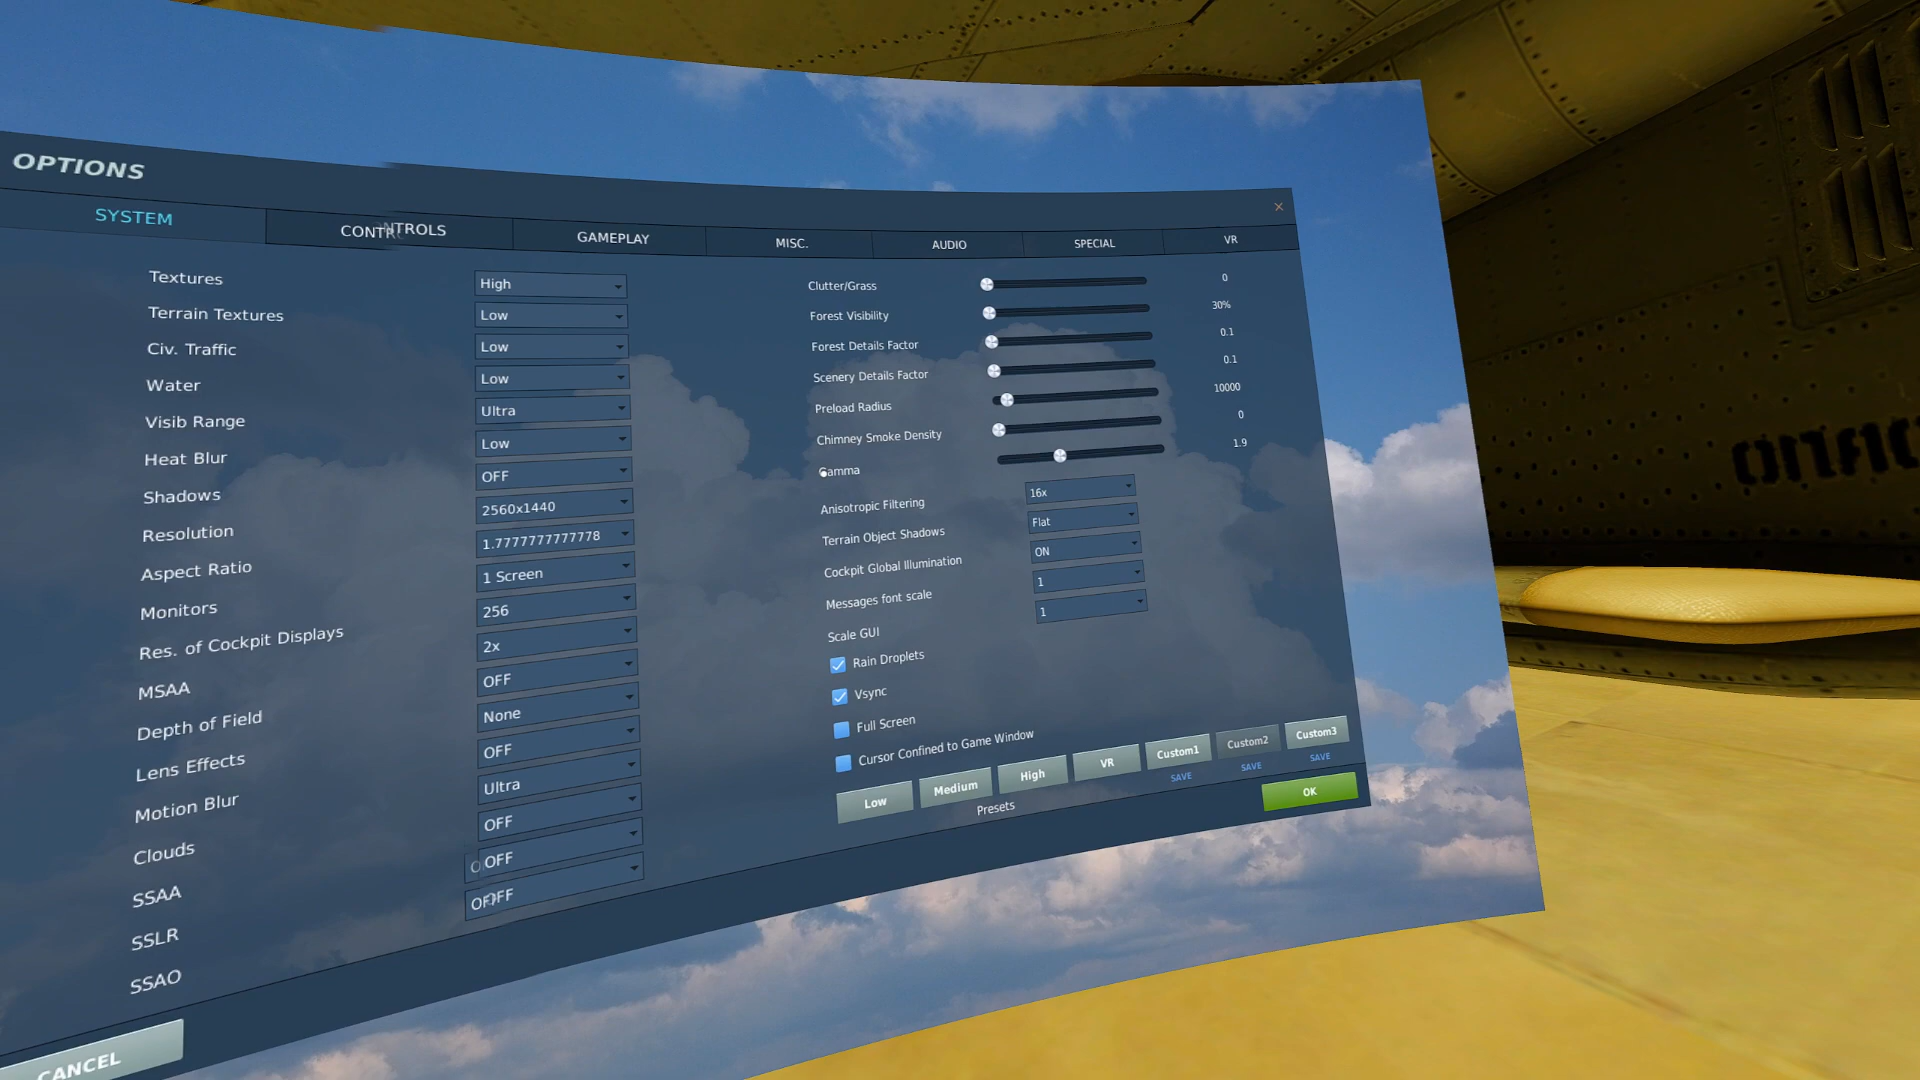 OPTIONS
SYSTEM CONTROLS GAMEPLAY MISC. AUDIO SPECIAL VR
Textures High
Terrain Textures Low
Civ. Traffic Low
Water Low
Visib Range Ultra
Heat Blur Low
Shadows OFF
Resolution 2560x1440
Aspect Ratio 1.7777777777778
Monitors 1 Screen
Res. of Cockpit Displays 256
MSAA 2x
Depth of Field OFF
Lens Effects None
Motion Blur OFF
Clouds Ultra
SSAA OFF
SSLR OFF
SSAO OFF
Clutter/Grass 0
Forest Visibility 30%
Forest Details Factor 0.1
Scenery Details Factor 0.1
Preload Radius 10000
Chimney Smoke Density 0
Gamma 1.9
Anisotropic Filtering 16x
Terrain Object Shadows Flat
Cockpit Global Illumination ON
Messages font scale 1
Scale GUI 1
Rain Droplets
Vsync
Full Screen
Cursor Confined to Game Window
Low Medium High VR Custom1 Custom2 Custom3
SAVE SAVE SAVE
Presets
OK
CANCEL